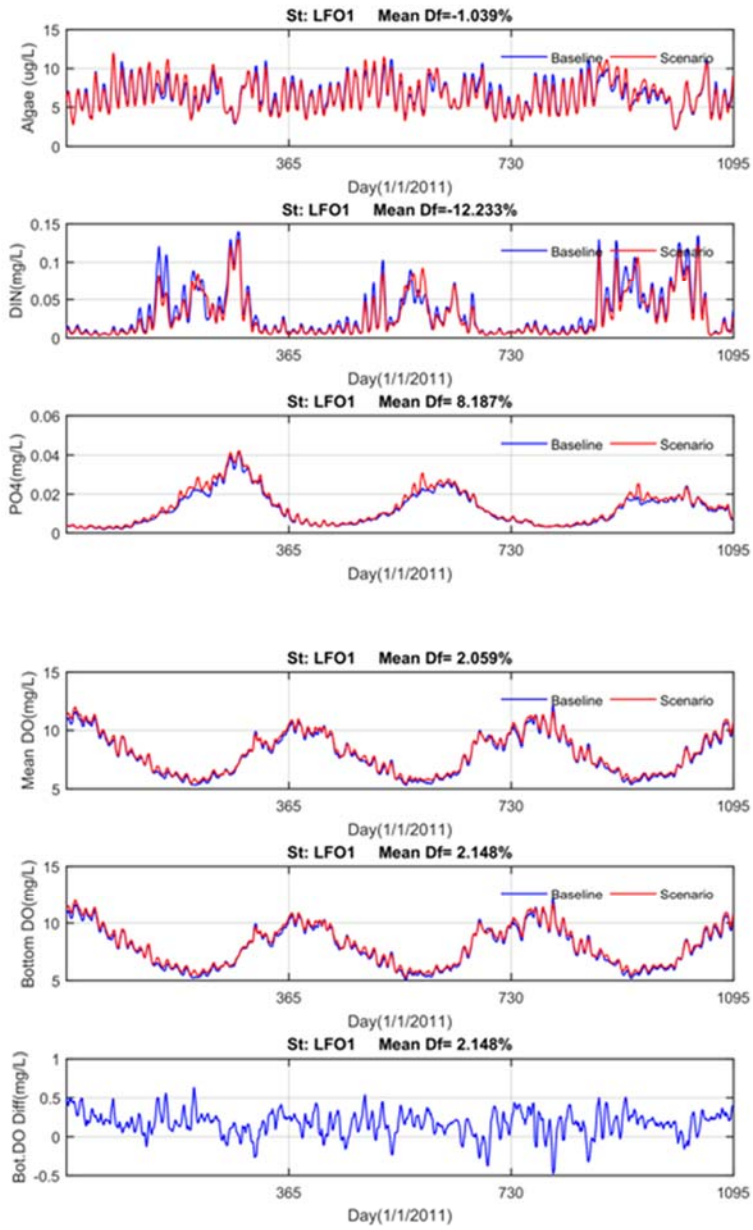 St: LFO1 Mean Df=-1.039%
15
10
5
0
Algae (ug/L)
Baseline Scenario
365 730 1095
Day(1/1/2011)
St: LFO1 Mean Df=-12.233%
0.15
0.1
0.05
0
DIN(mg/L)
Baseline Scenario
365 730 1095
Day(1/1/2011)
St: LFO1 Mean Df= 8.187%
0.06
0.04
0.02
0
PO4(mg/L)
Baseline Scenario
365 730 1095
Day(1/1/2011)
St: LFO1 Mean Df= 2.059%
15
10
5
Mean DO(mg/L)
Baseline Scenario
365 730 1095
Day(1/1/2011)
St: LFO1 Mean Df= 2.148%
15
10
5
Bottom DO(mg/L)
Baseline Scenario
365 730 1095
Day(1/1/2011)
St: LFO1 Mean Df= 2.148%
1
0.5
0
-0.5
Bot.DO Diff(mg/L)
365 730 1095
Day(1/1/2011)